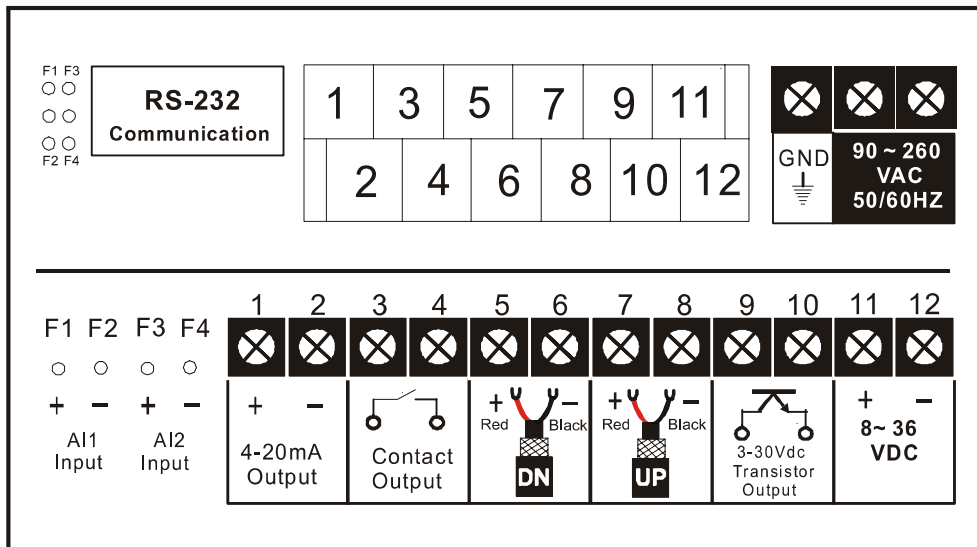 F1 F3
F2 F4
RS-232
Communication
1 3 5 7 9 11
2 4 6 8 10 12
GND
90 ~ 260
VAC
50/60HZ
F1 F2 F3 F4
+ - + -
AI1
Input
AI2
Input
1 2 3 4 5 6 7 8 9 10 11 12
+ -
4-20mA
Output
Contact
Output
+ -
Red Black
DN
+ -
Red Black
UP
3-30Vdc
Transistor
Output
+ -
8~ 36
VDC